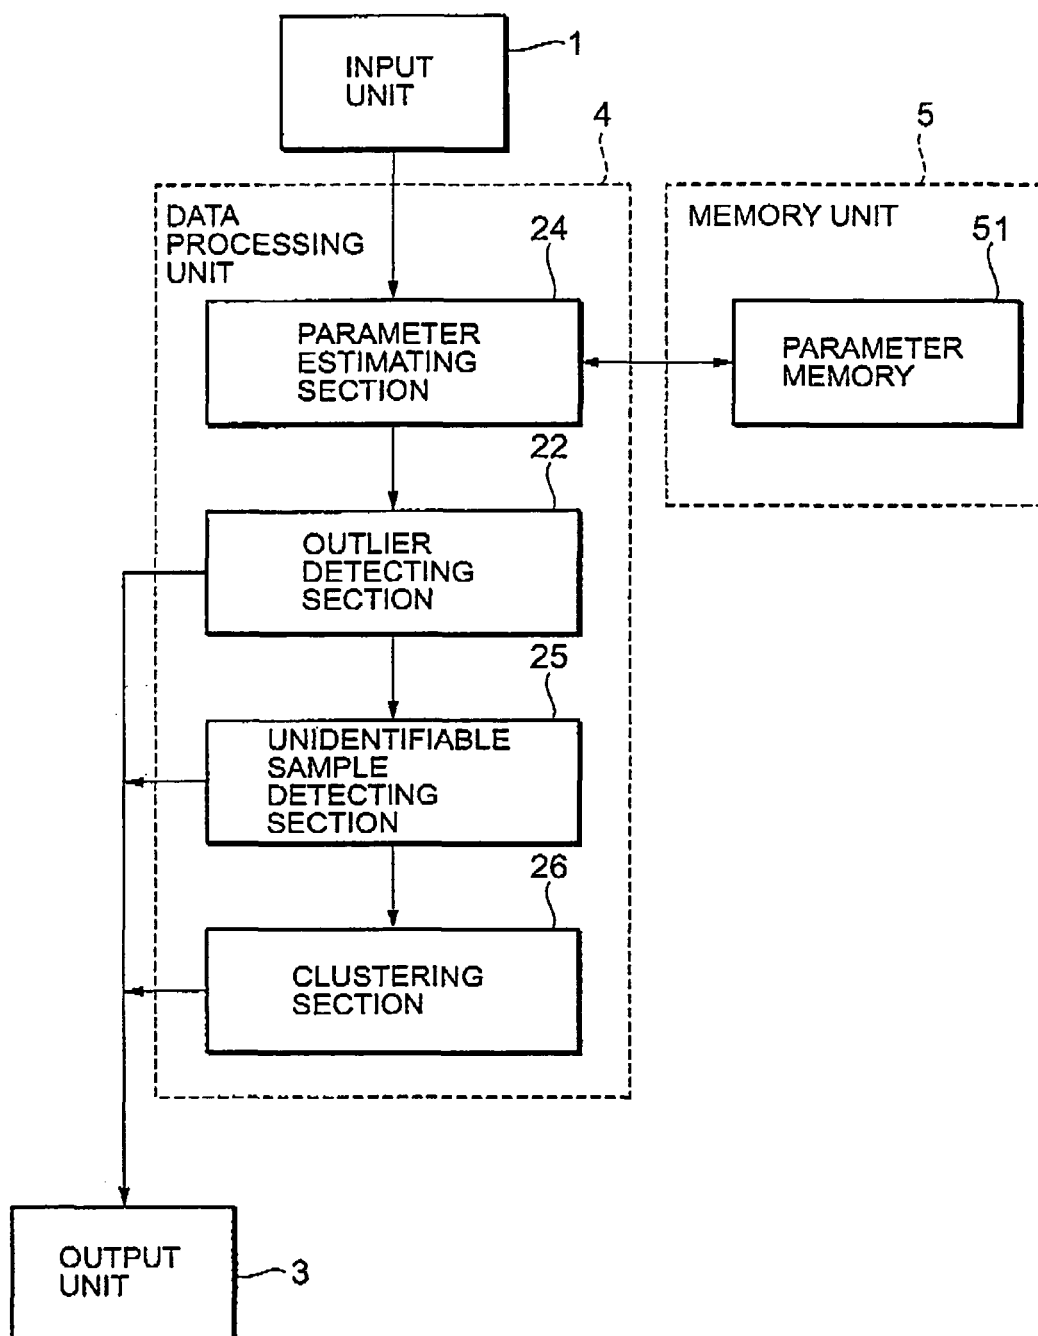 INPUT
UNIT
1
4
5
DATA
PROCESSING
UNIT
24
MEMORY UNIT
51
PARAMETER
ESTIMATING
SECTION
PARAMETER
MEMORY
22
OUTLIER
DETECTING
SECTION
25
UNIDENTIFIABLE
SAMPLE
DETECTING
SECTION
26
CLUSTERING
SECTION
OUTPUT
UNIT
3